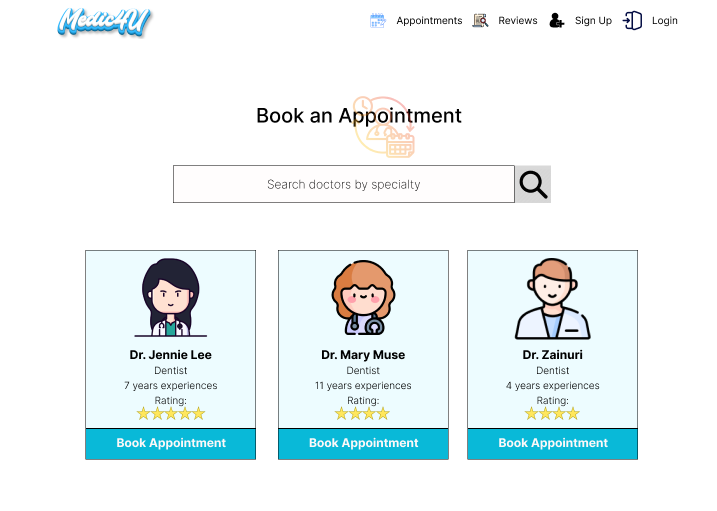 Medic4U
Appointments
Reviews
Sign Up
Login
Book an Appointment
Search doctors by specialty
Dr. Jennie Lee
Dentist
7 years experiences
Rating:
Book Appointment
Dr. Mary Muse
Dentist
11 years experiences
Rating:
Book Appointment
Dr. Zainuri
Dentist
4 years experiences
Rating:
Book Appointment